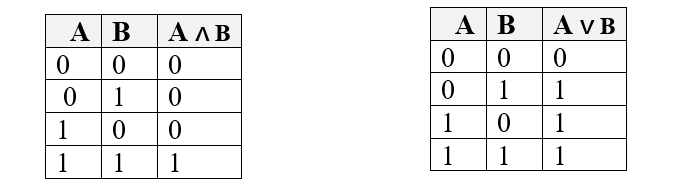 A B A ∧ B
0 0 0
0 1 0
1 0 0
1 1 1
A B A ∨ B
0 0 0
0 1 1
1 0 1
1 1 1